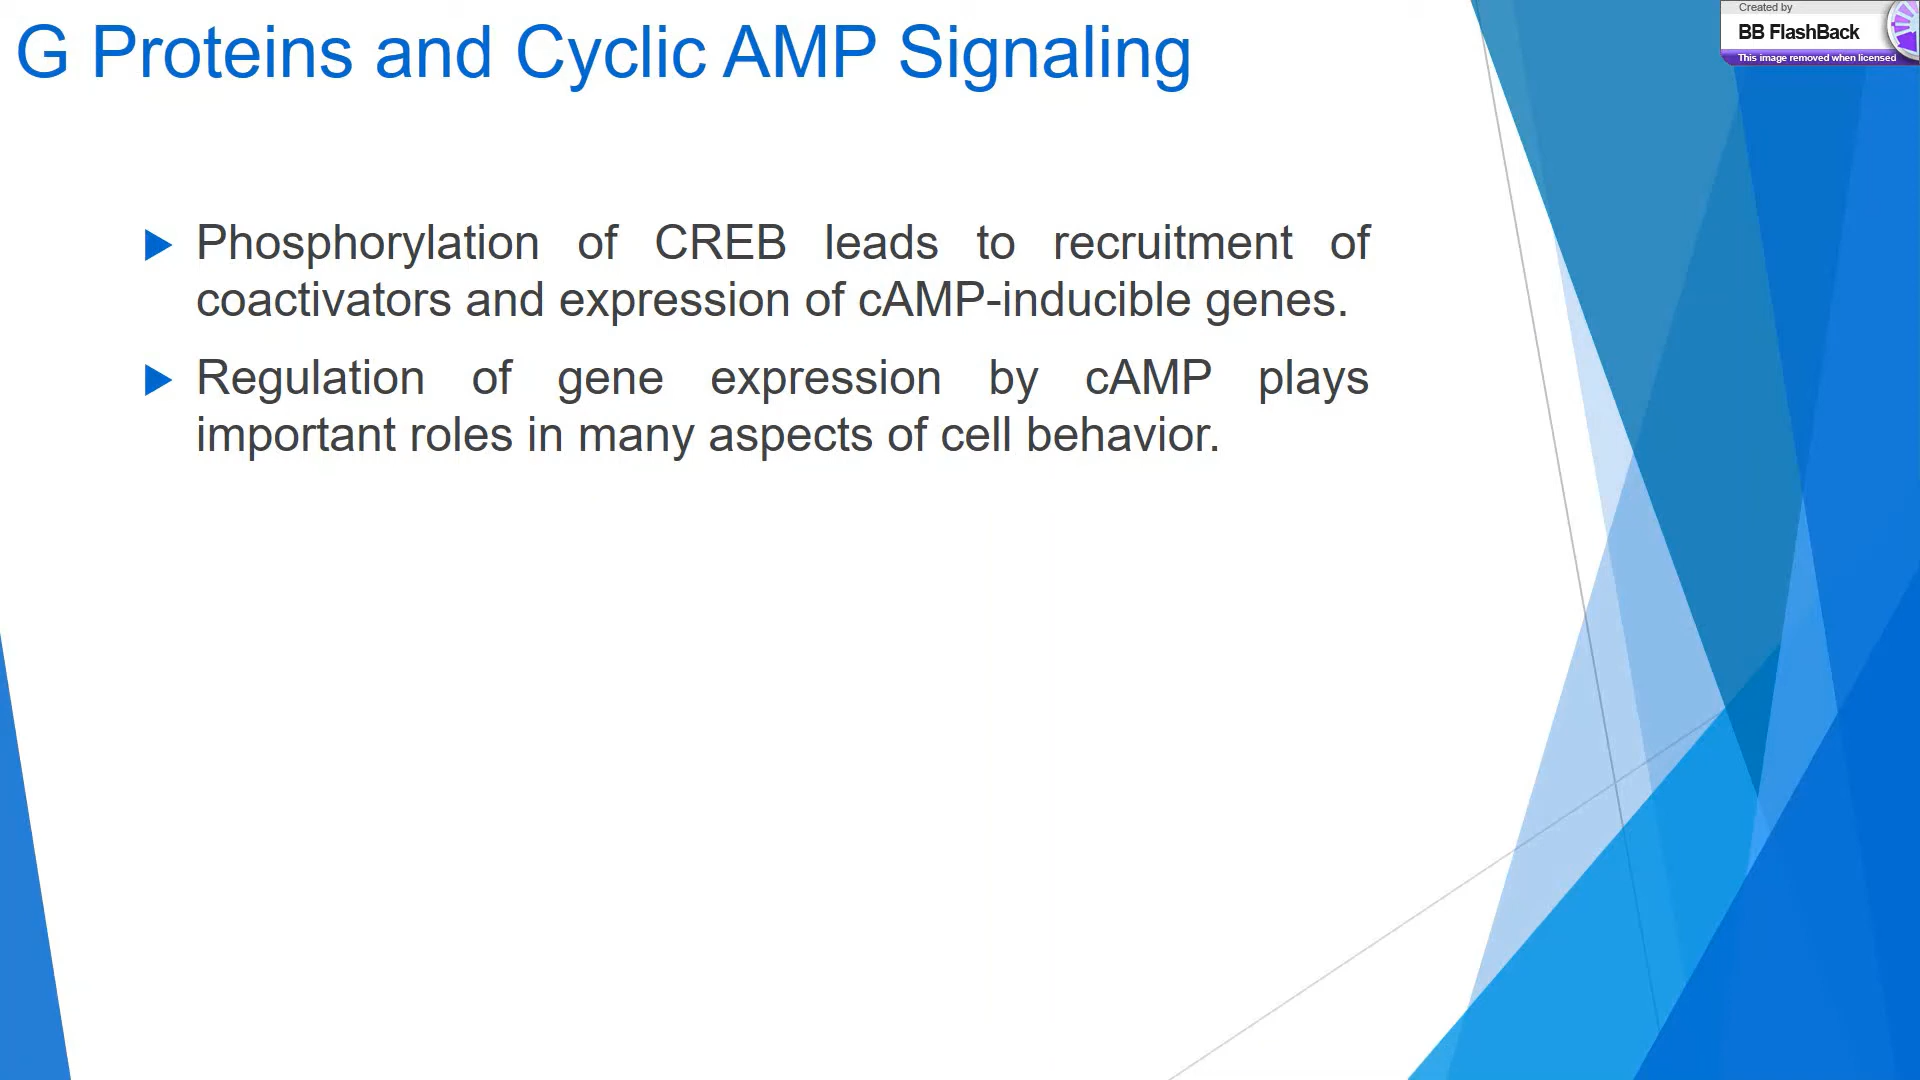 G Proteins and Cyclic AMP Signaling
Created by
BB FlashBack
This image removed when licensed
Phosphorylation of CREB leads to recruitment of
coactivators and expression of cAMP-inducible genes.
Regulation of gene expression by cAMP plays
important roles in many aspects of cell behavior.